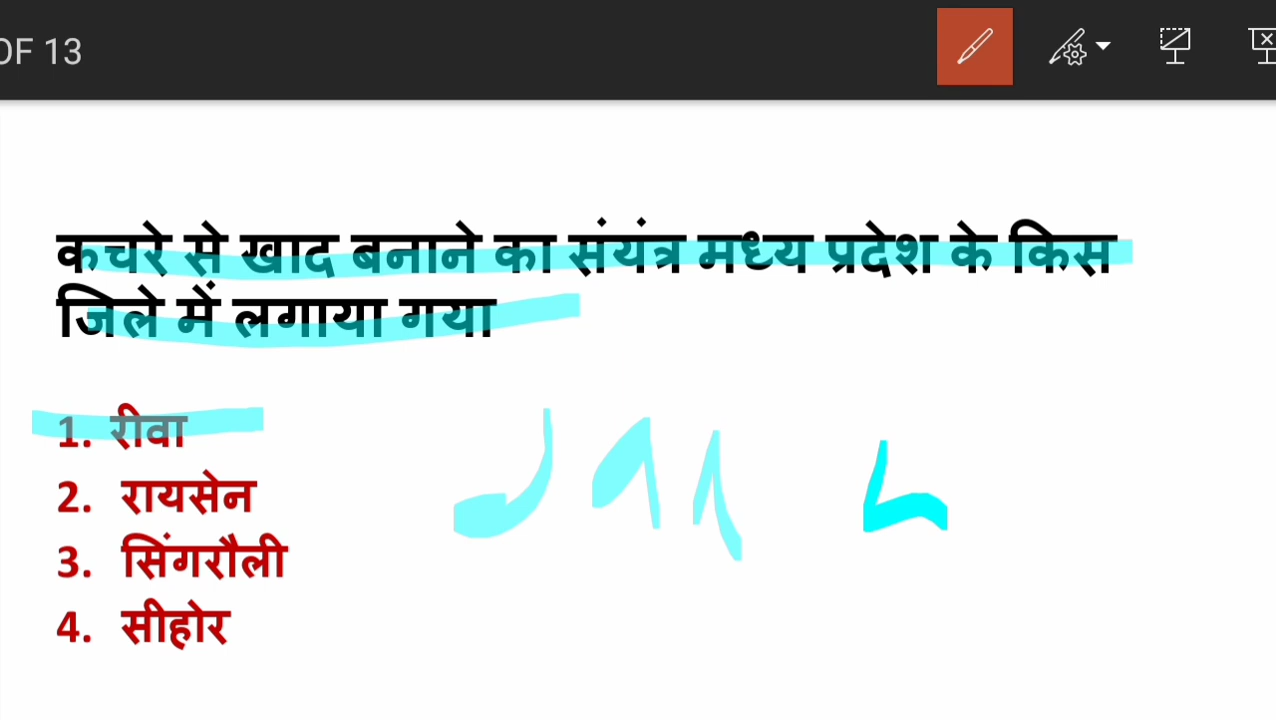 OF 13
कचरे से खाद बनाने का संयंत्र मध्य प्रदेश के किस
जिले में लगाया गया
1. रीवा
2. रायसेन
3. सिंगरौली
4. सीहोर